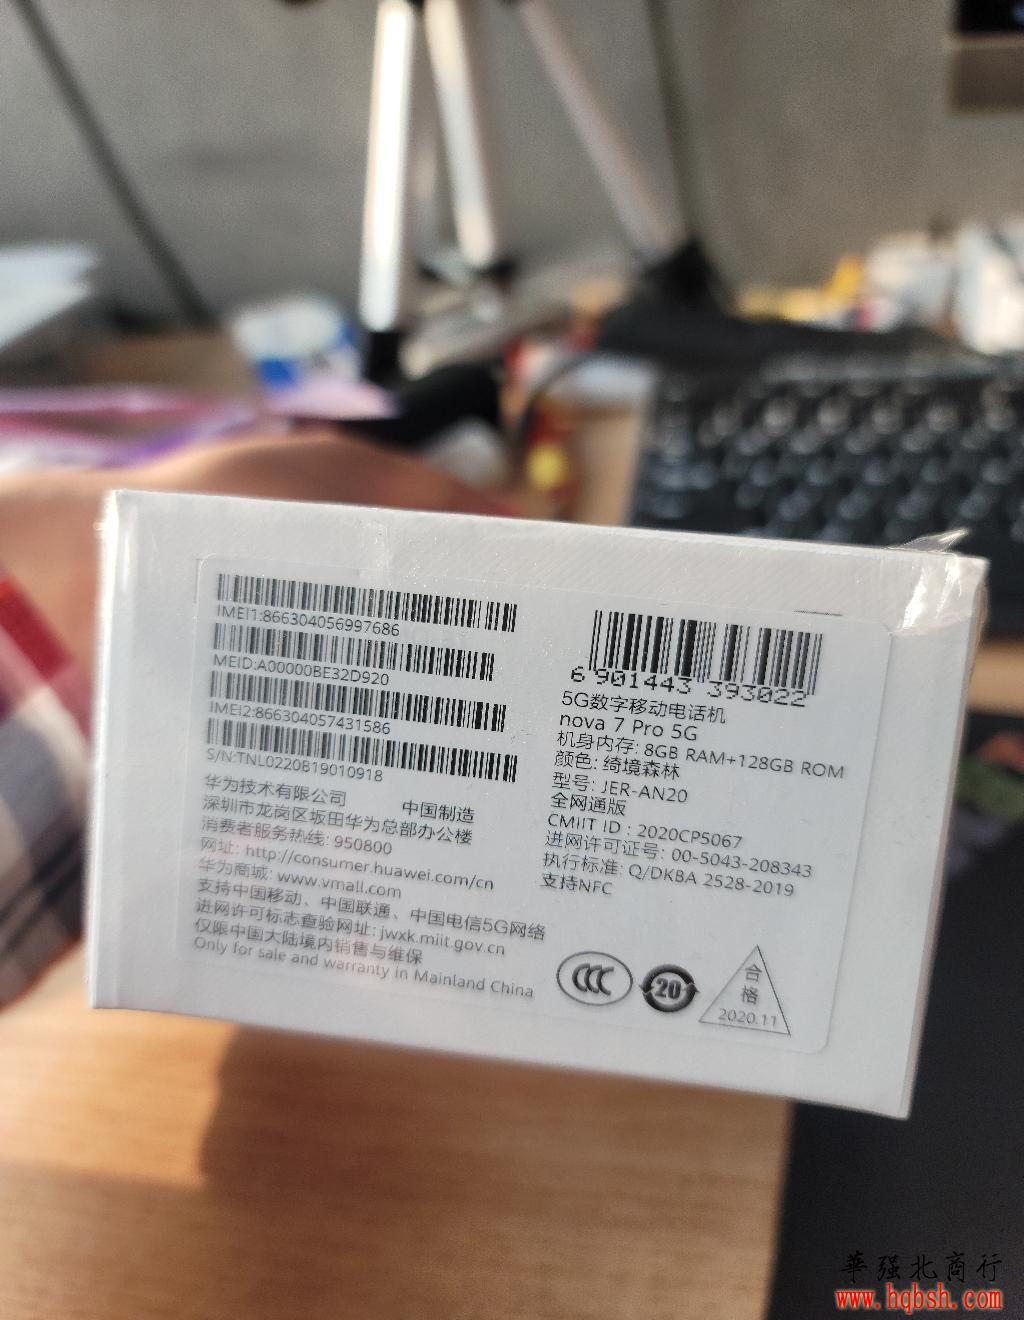 IMEI1:866304056997686
MEID:A00000BE32D920
IMEI2:866304057431586
S/N:TNL0220B19010918
华为技术有限公司 中国制造
深圳市龙岗区坂田华为总部办公楼
消费者服务热线: 950800
网址: http://consumer.huawei.com/cn
华为商城: www.vmall.com
支持中国移动、中国联通、中国电信5G网络
进网许可标志查验网址: jwxk.miit.gov.cn
仅限中国大陆境内销售与维保
Only for sale and warranty in Mainland China
6 901443 393022
5G数字移动电话机
nova 7 Pro 5G
机身内存: 8GB RAM+128GB ROM
颜色: 绮境森林
型号: JER-AN20
全网通版
CMIIT ID : 2020CP5067
进网许可证号: 00-5043-208343
执行标准: Q/DKBA 2528-2019
支持NFC
CCC
20
合
格
2020.11
華强北商行
www.hqbsh.com